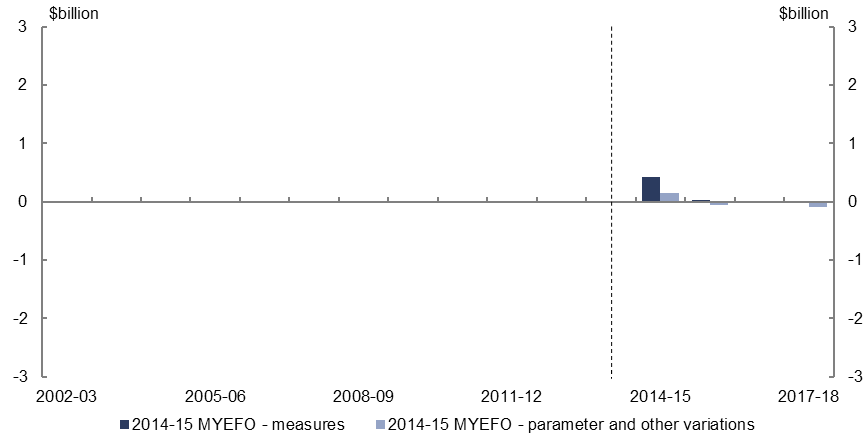 $billion $billion
3 3
2 2
1 1
0 0
-1 -1
-2 -2
-3 -3
2002-03 2005-06 2008-09 2011-12 2014-15 2017-18
2014-15 MYEFO - measures 2014-15 MYEFO - parameter and other variations